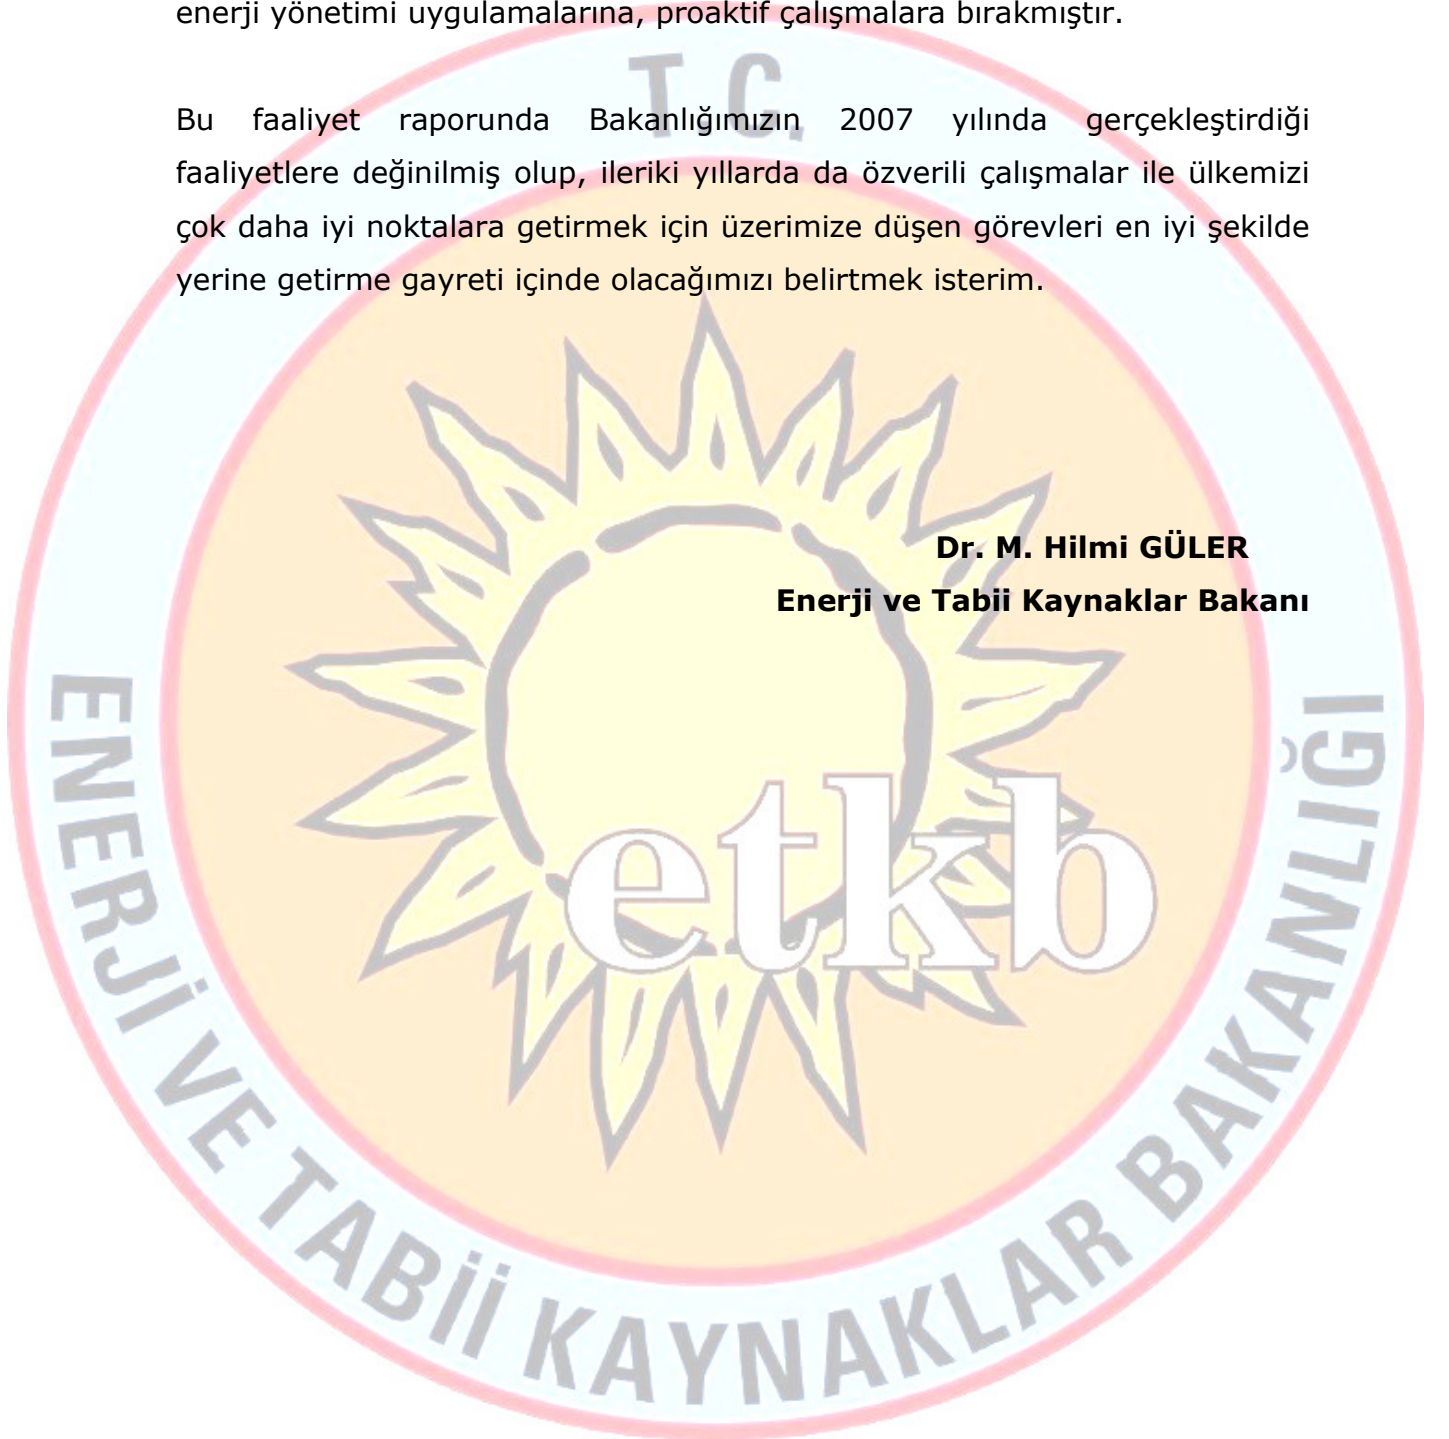 enerji yönetimi uygulamalarına, proaktif çalışmalara bırakmıştır.
T.C.
Bu faaliyet raporunda Bakanlığımızın 2007 yılında gerçekleştirdiği
faaliyetlere değinilmiş olup, ileriki yıllarda da özverili çalışmalar ile ülkemizi
çok daha iyi noktalara getirmek için üzerimize düşen görevleri en iyi şekilde
yerine getirme gayreti içinde olacağımızı belirtmek isterim.
Dr. M. Hilmi GÜLER
Enerji ve Tabii Kaynaklar Bakanı
etkb
ENERJİ VE TABİİ KAYNAKLAR BAKANLIĞI